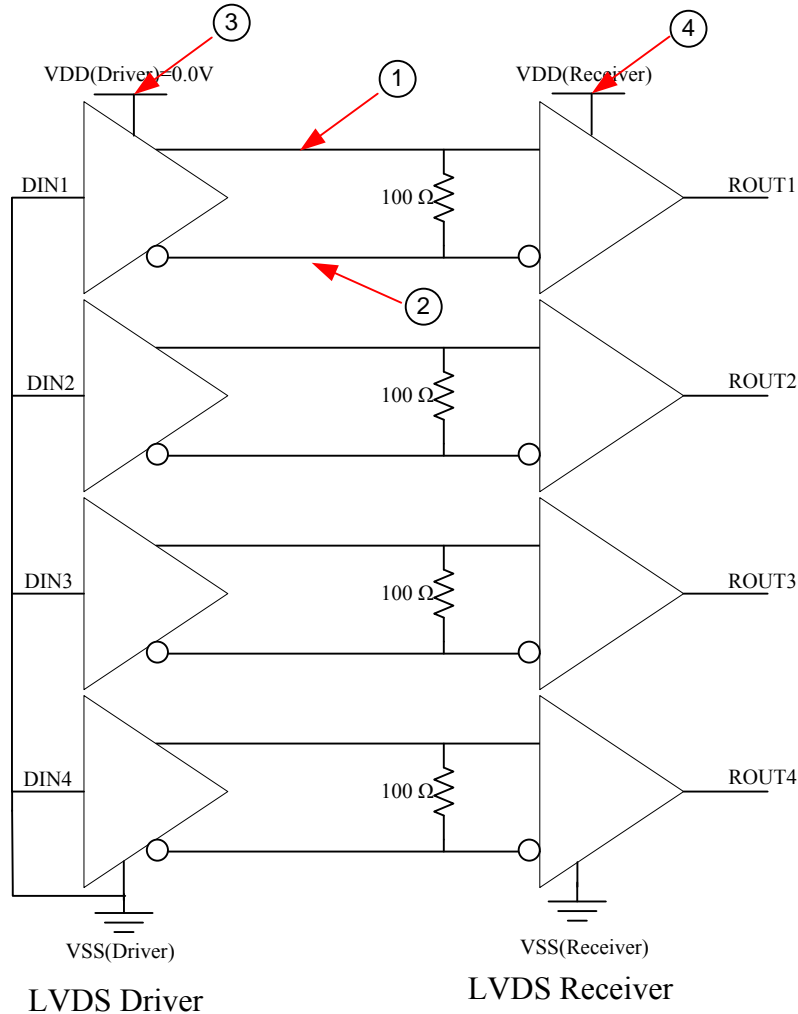 3
4
VDD(Driver)=0.0V
VDD(Receiver)
1
DIN1
100 Ω
ROUT1
2
DIN2
100 Ω
ROUT2
DIN3
100 Ω
ROUT3
DIN4
100 Ω
ROUT4
VSS(Driver)
VSS(Receiver)
LVDS Driver
LVDS Receiver